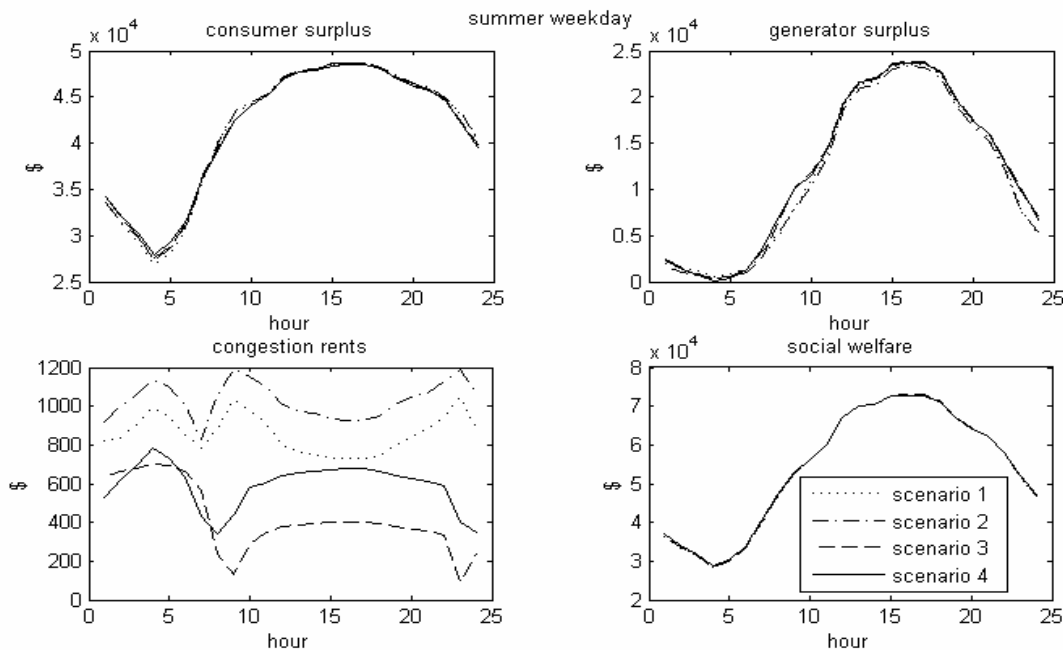 summer weekday
x 10^4
consumer surplus
5
4.5
4
3.5
3
2.5
$
0 5 10 15 20 25
hour
x 10^4
generator surplus
2.5
2
1.5
1
0.5
0
$
0 5 10 15 20 25
hour
congestion rents
1200
1000
800
600
400
200
0
$
0 5 10 15 20 25
hour
x 10^4
social welfare
8
7
6
5
4
3
2
$
0 5 10 15 20 25
hour
scenario 1
scenario 2
scenario 3
scenario 4